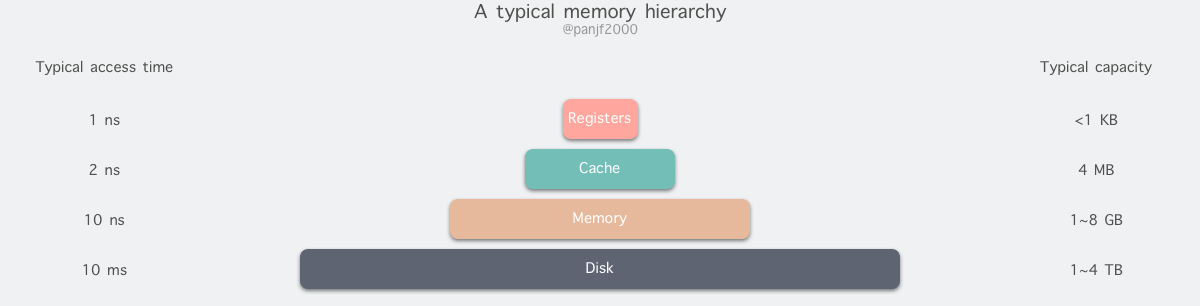 A typical memory hierarchy
@panjf2000
Typical access time Typical capacity
1 ns Registers <1 KB
2 ns Cache 4 MB
10 ns Memory 1~8 GB
10 ms Disk 1~4 TB